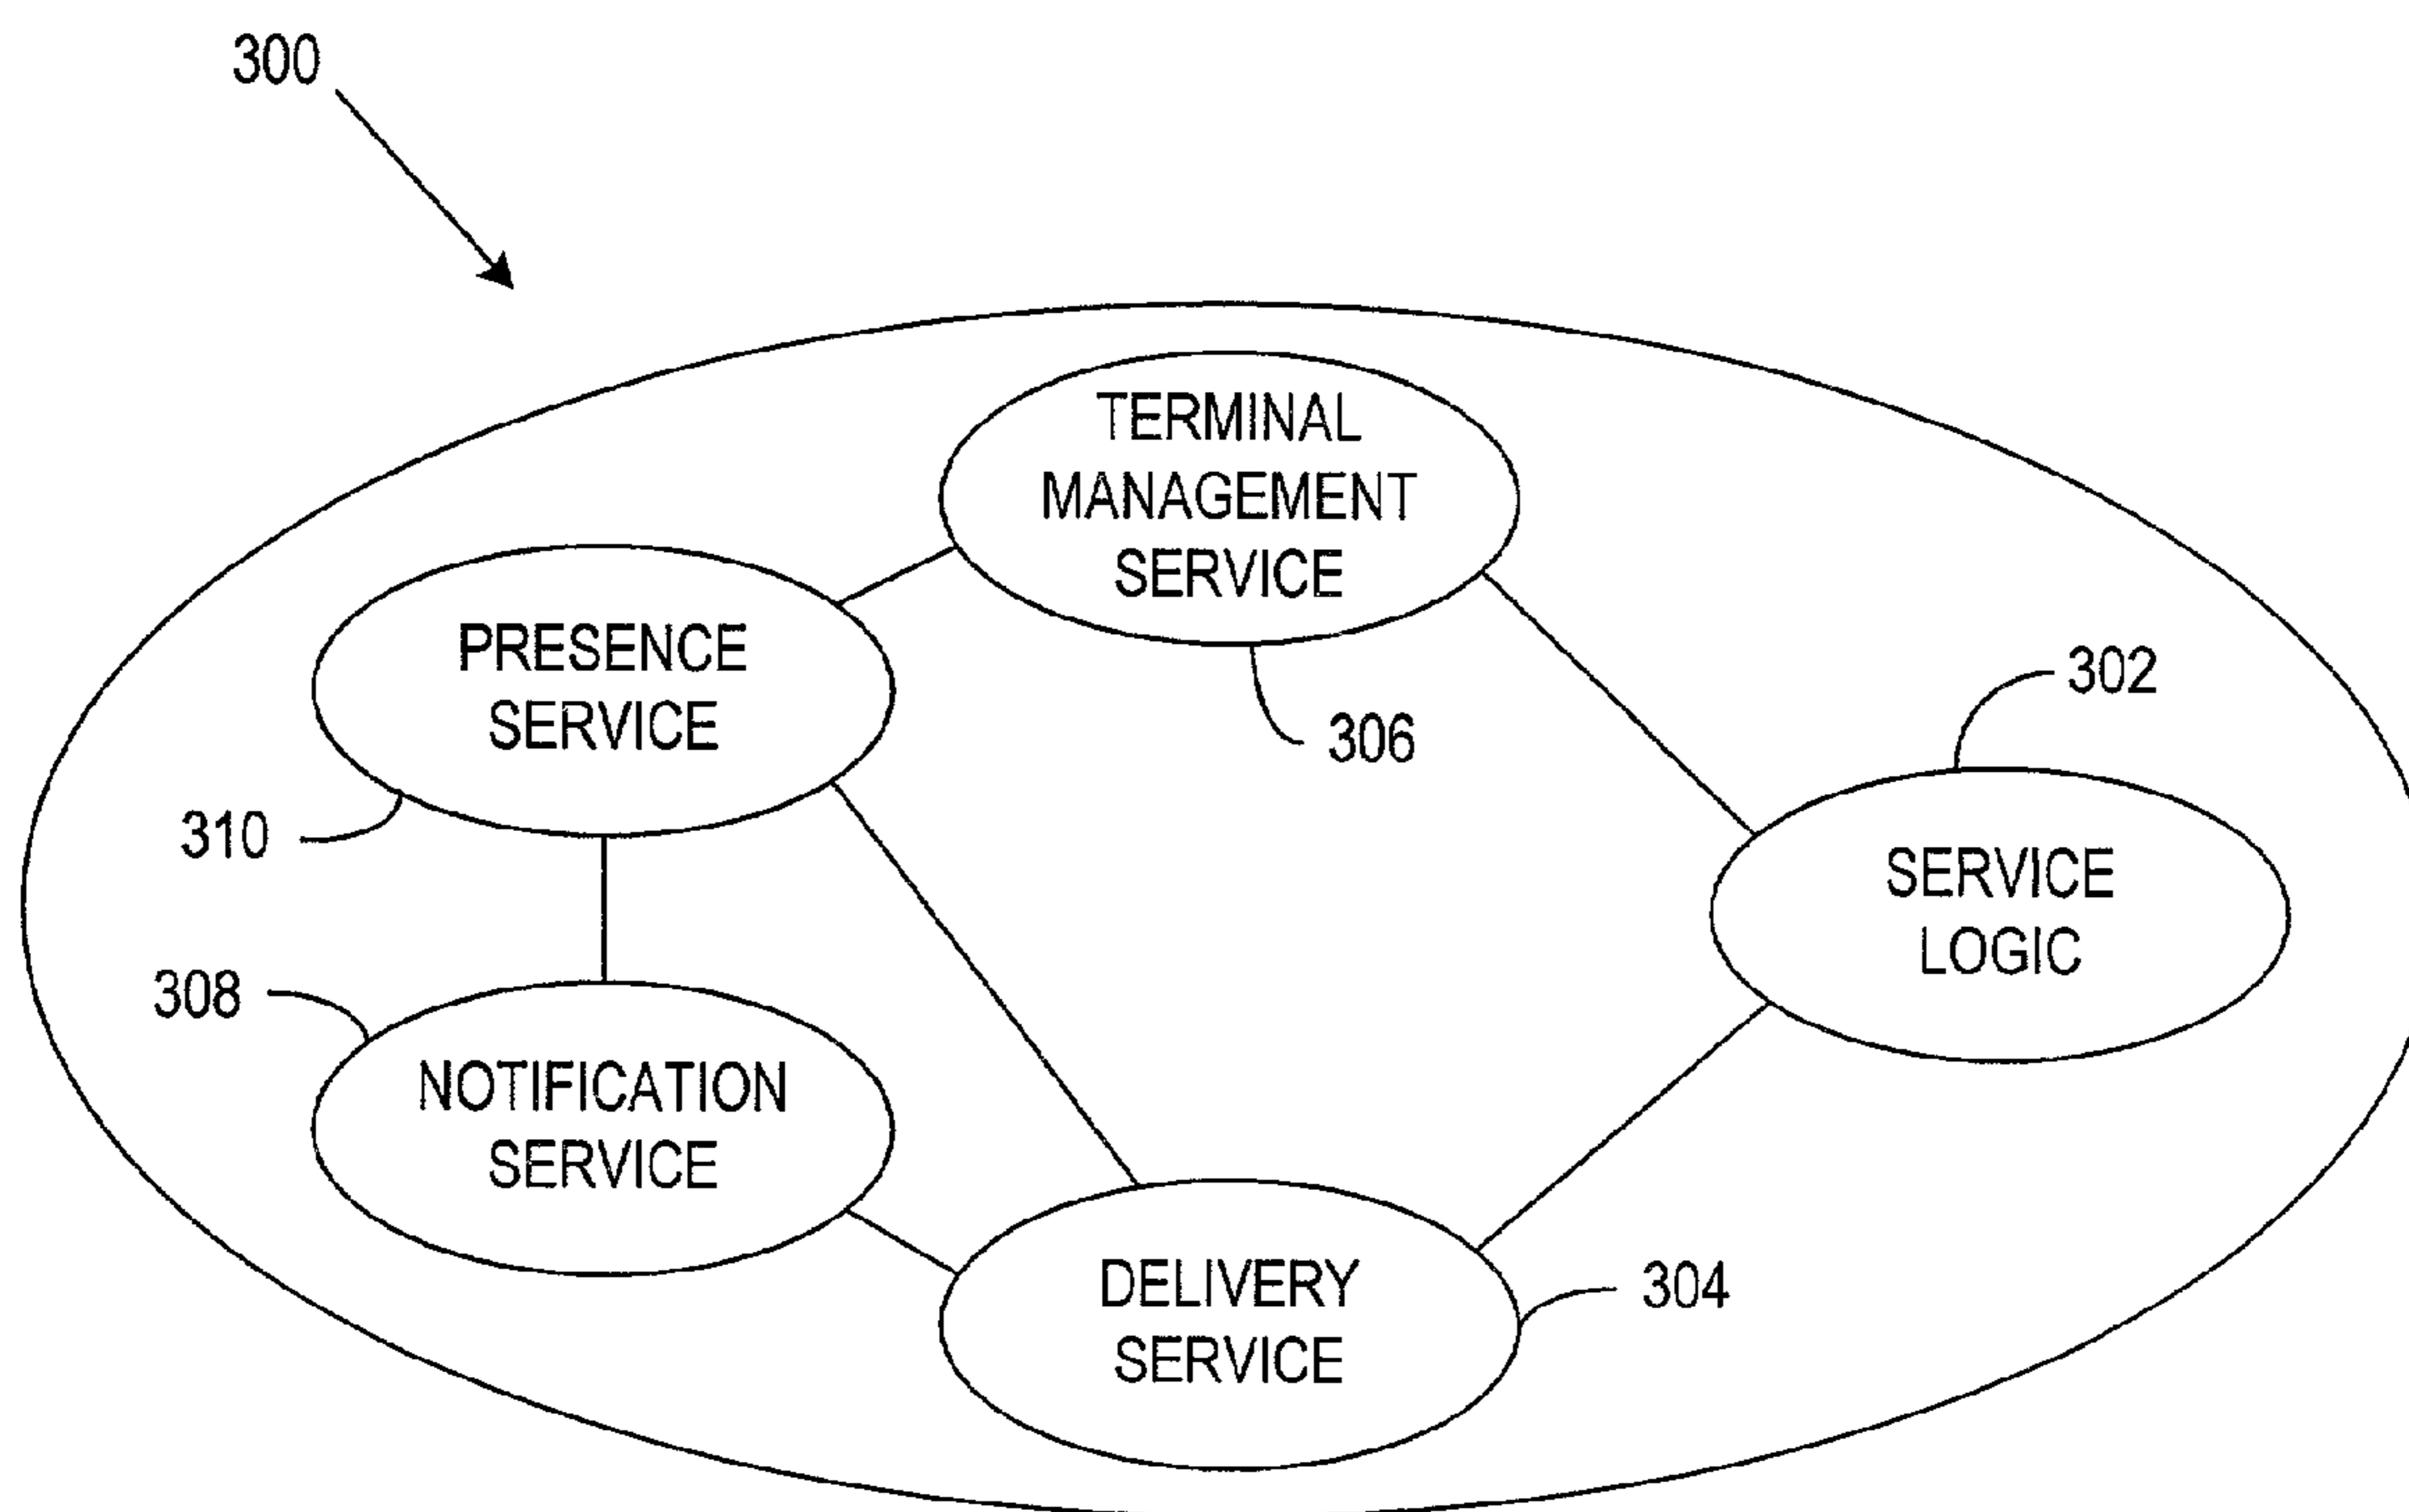 300
TERMINAL
MANAGEMENT
SERVICE
PRESENCE
SERVICE
302
306
310
SERVICE
LOGIC
308
NOTIFICATION
SERVICE
DELIVERY
SERVICE
304